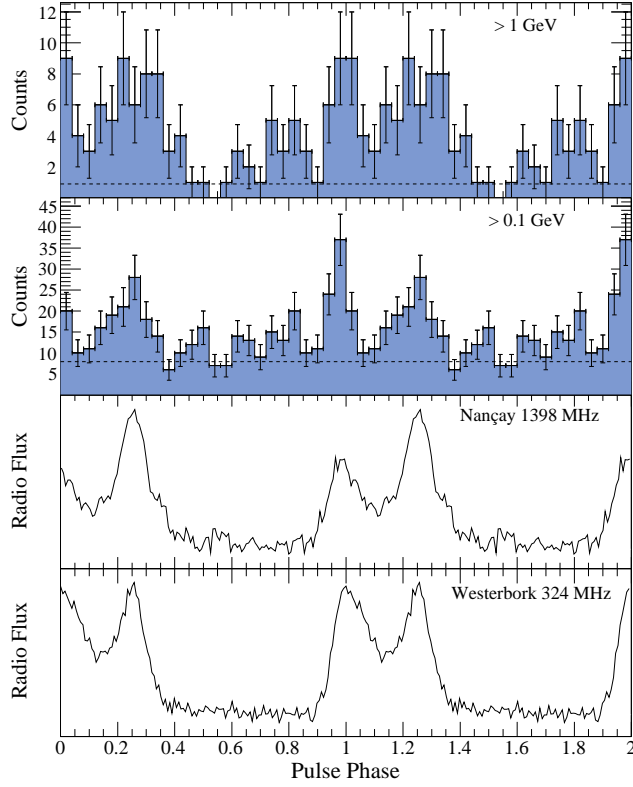 12
10
8
6
4
2
Counts
> 1 GeV
45
40
35
30
25
20
15
10
5
Counts
> 0.1 GeV
Radio Flux
Nançay 1398 MHz
Radio Flux
Westerbork 324 MHz
0 0.2 0.4 0.6 0.8 1 1.2 1.4 1.6 1.8 2
Pulse Phase